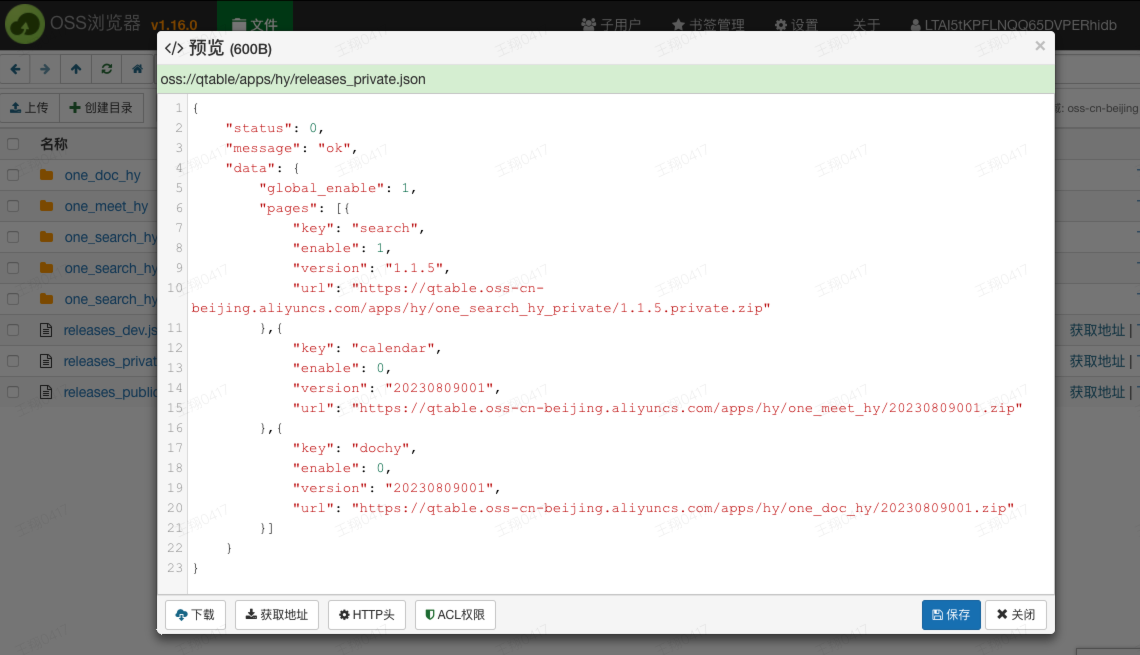 OSS浏览器 v1.16.0 文件 子用户 书签管理 设置 关于 LTAI5tKPFLNQQ65DVPERhidb
预览 (600B) ×
oss://qtable/apps/hy/releases_private.json
上传 创建目录
oss-cn-beijing
名称
one_doc_hy
one_meet_hy
one_search_hy
one_search_hy
one_search_hy
releases_dev.js
获取地址 |
releases_privat
获取地址 |
releases_public
获取地址 |
1 {
2 "status": 0,
3 "message": "ok",
4 "data": {
5 "global_enable": 1,
6 "pages": [{
7 "key": "search",
8 "enable": 1,
9 "version": "1.1.5",
10 "url": "https://qtable.oss-cn-
beijing.aliyuncs.com/apps/hy/one_search_hy_private/1.1.5.private.zip"
11 },{
12 "key": "calendar",
13 "enable": 0,
14 "version": "20230809001",
15 "url": "https://qtable.oss-cn-beijing.aliyuncs.com/apps/hy/one_meet_hy/20230809001.zip"
16 },{
17 "key": "dochy",
18 "enable": 0,
19 "version": "20230809001",
20 "url": "https://qtable.oss-cn-beijing.aliyuncs.com/apps/hy/one_doc_hy/20230809001.zip"
21 }]
22 }
23 }
下载 获取地址 HTTP头 ACL权限 保存 关闭
王翔0417